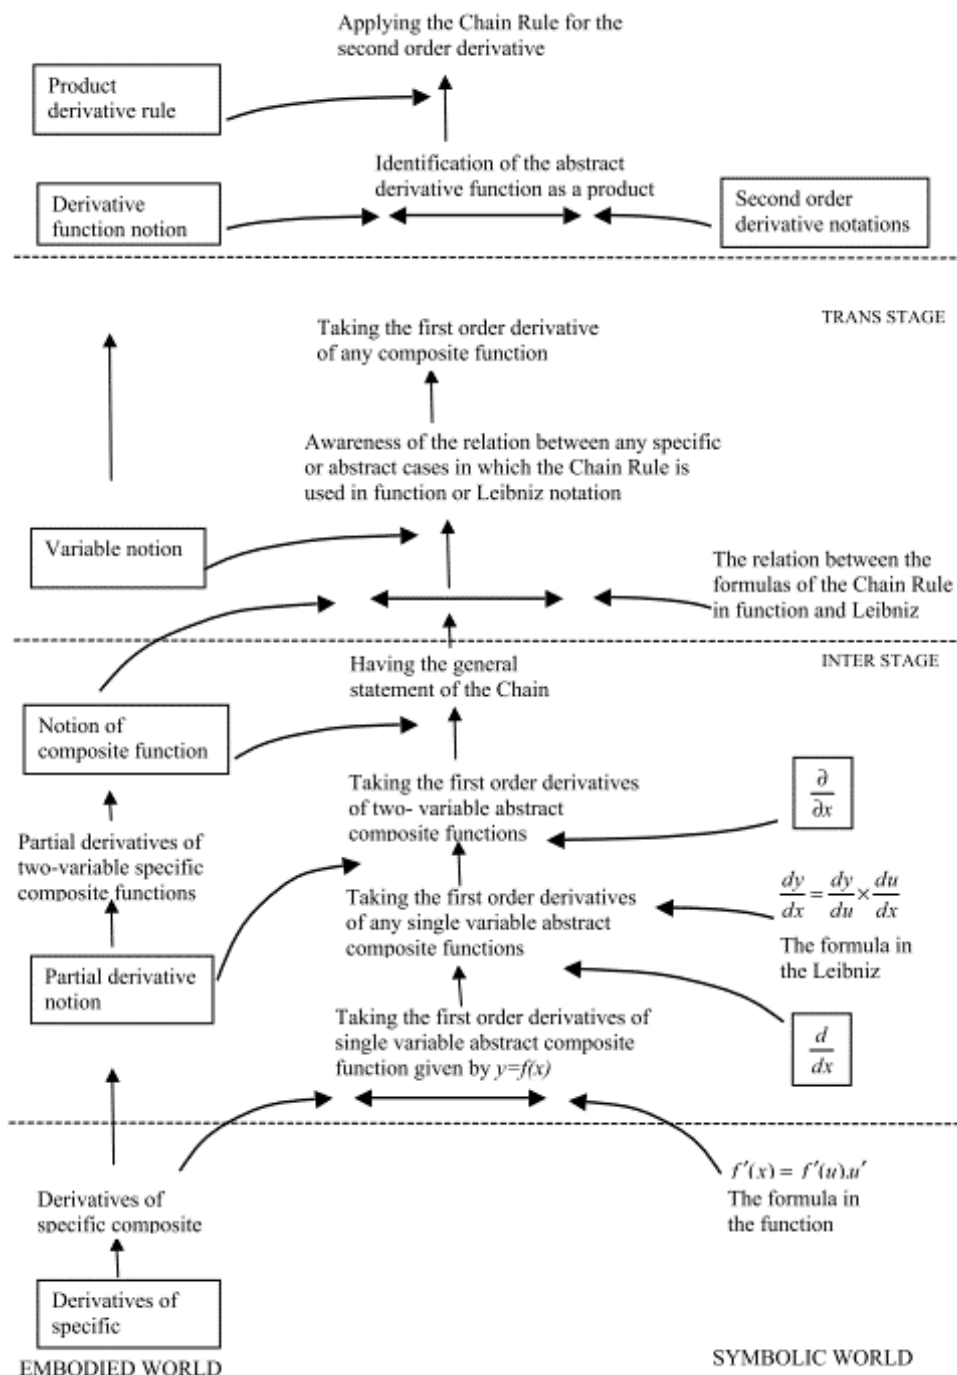 Applying the Chain Rule for the
second order derivative
Product
derivative rule
Identification of the abstract
derivative function as a product
Derivative
function notion
Second order
derivative notations
TRANS STAGE
Taking the first order derivative
of any composite function
Awareness of the relation between any specific
or abstract cases in which the Chain Rule is
used in function or Leibniz notation
Variable notion
The relation between the
formulas of the Chain Rule
in function and Leibniz
INTER STAGE
Having the general
statement of the Chain
Notion of
composite function
Taking the first order derivatives
of two- variable abstract
composite functions
∂/∂x
Partial derivatives of
two-variable specific
composite functions
Taking the first order derivatives
of any single variable abstract
composite functions
dy/dx = dy/du × du/dx
The formula in
the Leibniz
Partial derivative
notion
Taking the first order derivatives of
single variable abstract composite
function given by y=f(x)
d/dx
f'(x) = f'(u).u'
The formula in
the function
Derivatives of
specific composite
Derivatives of
specific
EMBODIED WORLD
SYMBOLIC WORLD